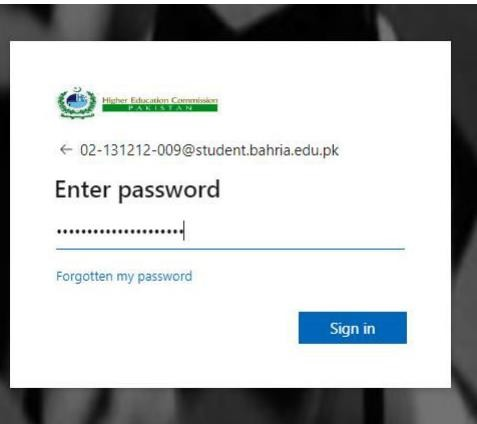 Higher Education Commission
PAKISTAN
← 02-131212-009@student.bahria.edu.pk
Enter password
•••••••••••••••••••••
Forgotten my password
Sign in